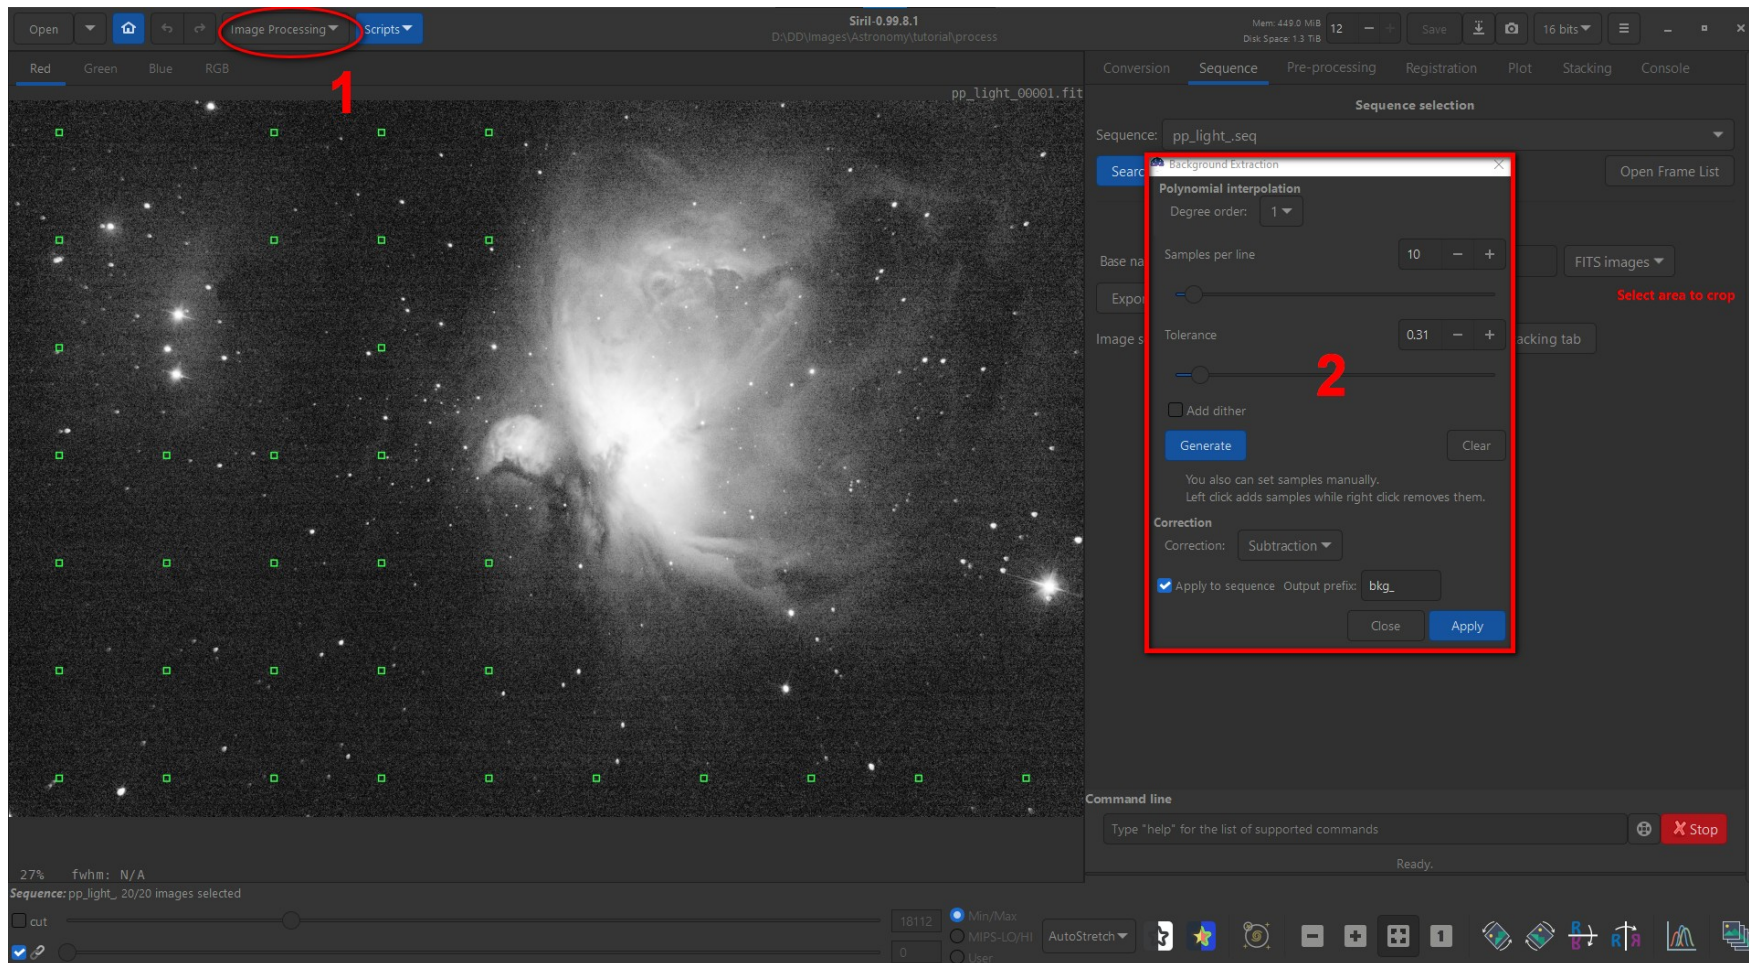 Open
Image Processing
Scripts
Siril-0.99.8.1
D:\DD\Images\Astronomy\tutorial\process
Mem: 449.0 MiB
Disk Space: 1.3 TiB
12
Save
16 bits
1
Red Green Blue RGB
pp_light_00001.fit
Conversion Sequence Pre-processing Registration Plot Stacking Console
Sequence selection
Sequence: pp_light_.seq
Open Frame List
FITS images
Select area to crop
Background Extraction
Polynomial interpolation
Degree order: 1
Samples per line 10 − +
Tolerance 0.31 − +
2
Add dither
Generate Clear
You also can set samples manually.
Left click adds samples while right click removes them.
Correction
Correction: Subtraction
Apply to sequence Output prefix: bkg_
Close Apply
Command line
Type "help" for the list of supported commands
Stop
Ready.
27% fwhm: N/A
Sequence: pp_light_ 20/20 images selected
cut
18112
0
Min/Max
MIPS-LO/HI
User
AutoStretch
1
R
R
R R